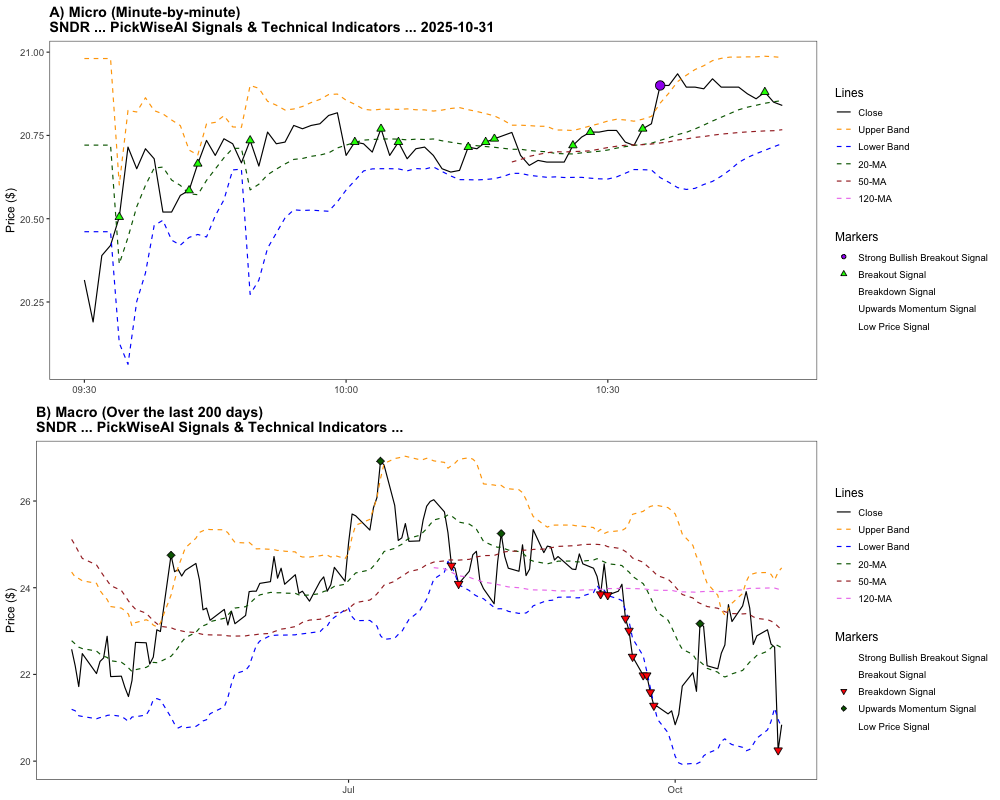 A) Micro (Minute-by-minute)
SNDR ... PickWiseAI Signals & Technical Indicators ... 2025-10-31
Price ($)
21.00
20.75
20.50
20.25
09:30
10:00
10:30
Lines
Close
Upper Band
Lower Band
20-MA
50-MA
120-MA
Markers
Strong Bullish Breakout Signal
Breakout Signal
Breakdown Signal
Upwards Momentum Signal
Low Price Signal
B) Macro (Over the last 200 days)
SNDR ... PickWiseAI Signals & Technical Indicators ...
Price ($)
26
24
22
20
Jul
Oct
Lines
Close
Upper Band
Lower Band
20-MA
50-MA
120-MA
Markers
Strong Bullish Breakout Signal
Breakout Signal
Breakdown Signal
Upwards Momentum Signal
Low Price Signal